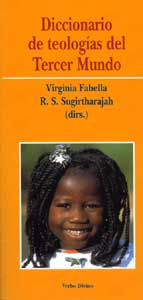 Diccionario
de teologías del
Tercer Mundo
Virginia Fabella
R. S. Sugirtharajah
(dirs.)
Verbo Divino